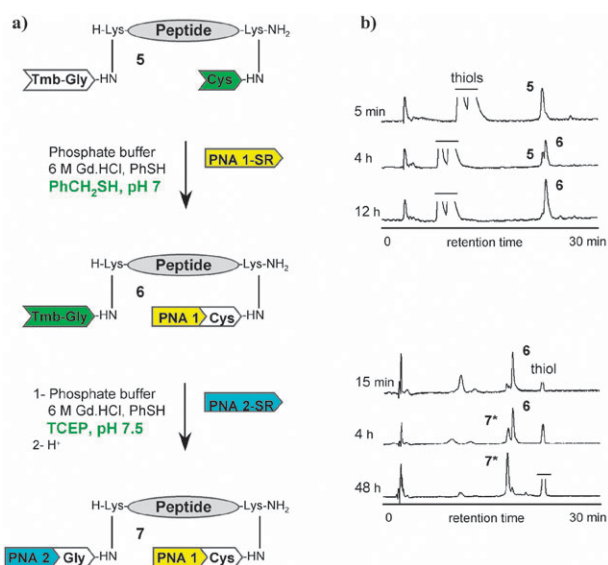 a)
H-Lys Peptide Lys-NH₂
5
Tmb-Gly HN Cys HN
Phosphate buffer
6 M Gd.HCl, PhSH
PhCH₂SH, pH 7
PNA 1-SR
H-Lys Peptide Lys-NH₂
6
Tmb-Gly HN PNA 1 Cys HN
1- Phosphate buffer
6 M Gd.HCl, PhSH
TCEP, pH 7.5
2- H⁺
PNA 2-SR
H-Lys Peptide Lys-NH₂
7
PNA 2 Gly HN PNA 1 Cys HN
b)
thiols 5
5 min
5 6
4 h
6
12 h
0 retention time 30 min
6 thiol
15 min
7* 6
4 h
7*
48 h
0 retention time 30 min